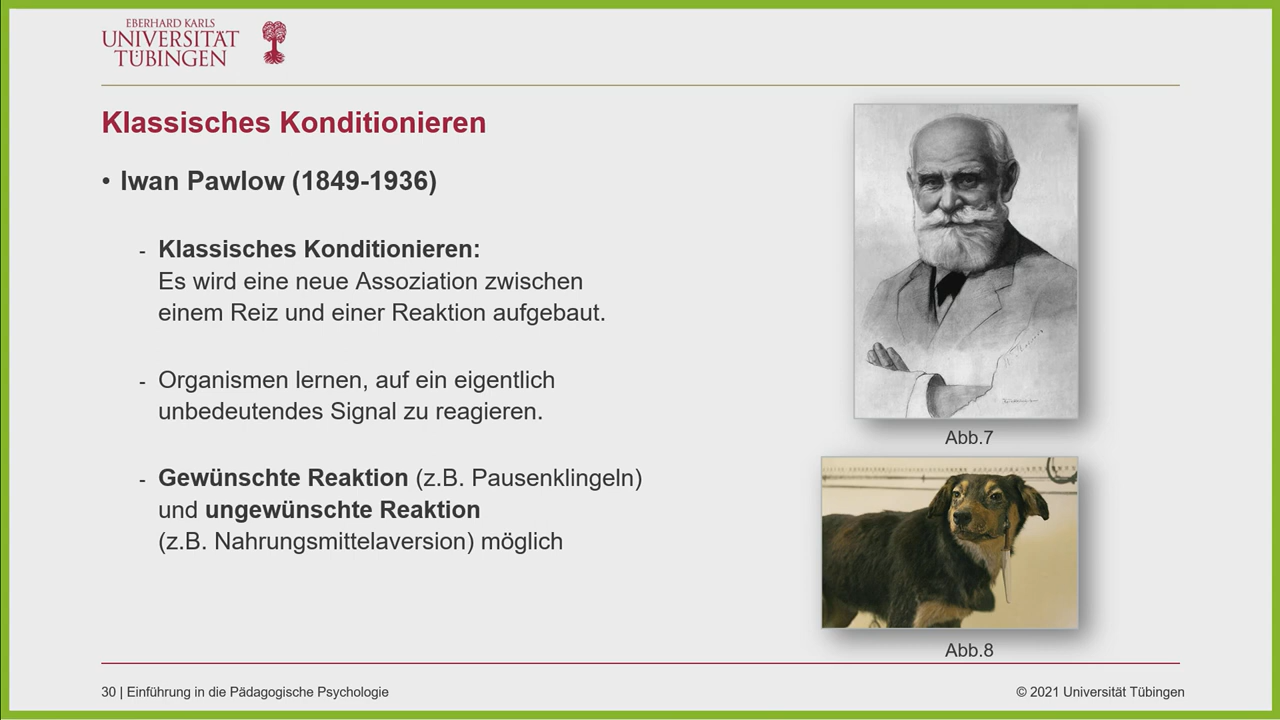 EBERHARD KARLS
UNIVERSITÄT
TÜBINGEN
Klassisches Konditionieren
• Iwan Pawlow (1849-1936)
- Klassisches Konditionieren:
Es wird eine neue Assoziation zwischen
einem Reiz und einer Reaktion aufgebaut.
- Organismen lernen, auf ein eigentlich
unbedeutendes Signal zu reagieren.
- Gewünschte Reaktion (z.B. Pausenklingeln)
und ungewünschte Reaktion
(z.B. Nahrungsmittelaversion) möglich
Abb.7
Abb.8
30 | Einführung in die Pädagogische Psychologie
© 2021 Universität Tübingen